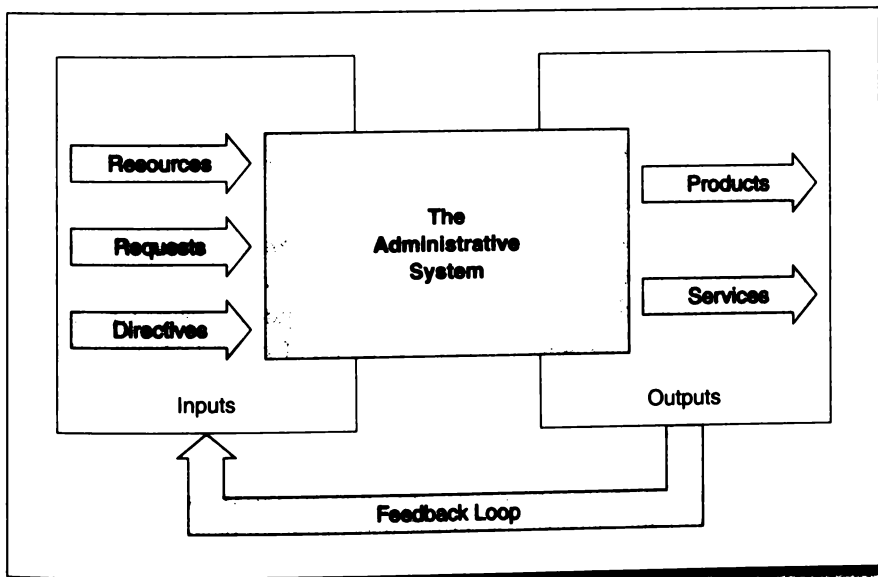 Resources
Requests
Directives
Inputs
The
Administrative
System
Products
Services
Outputs
Feedback Loop